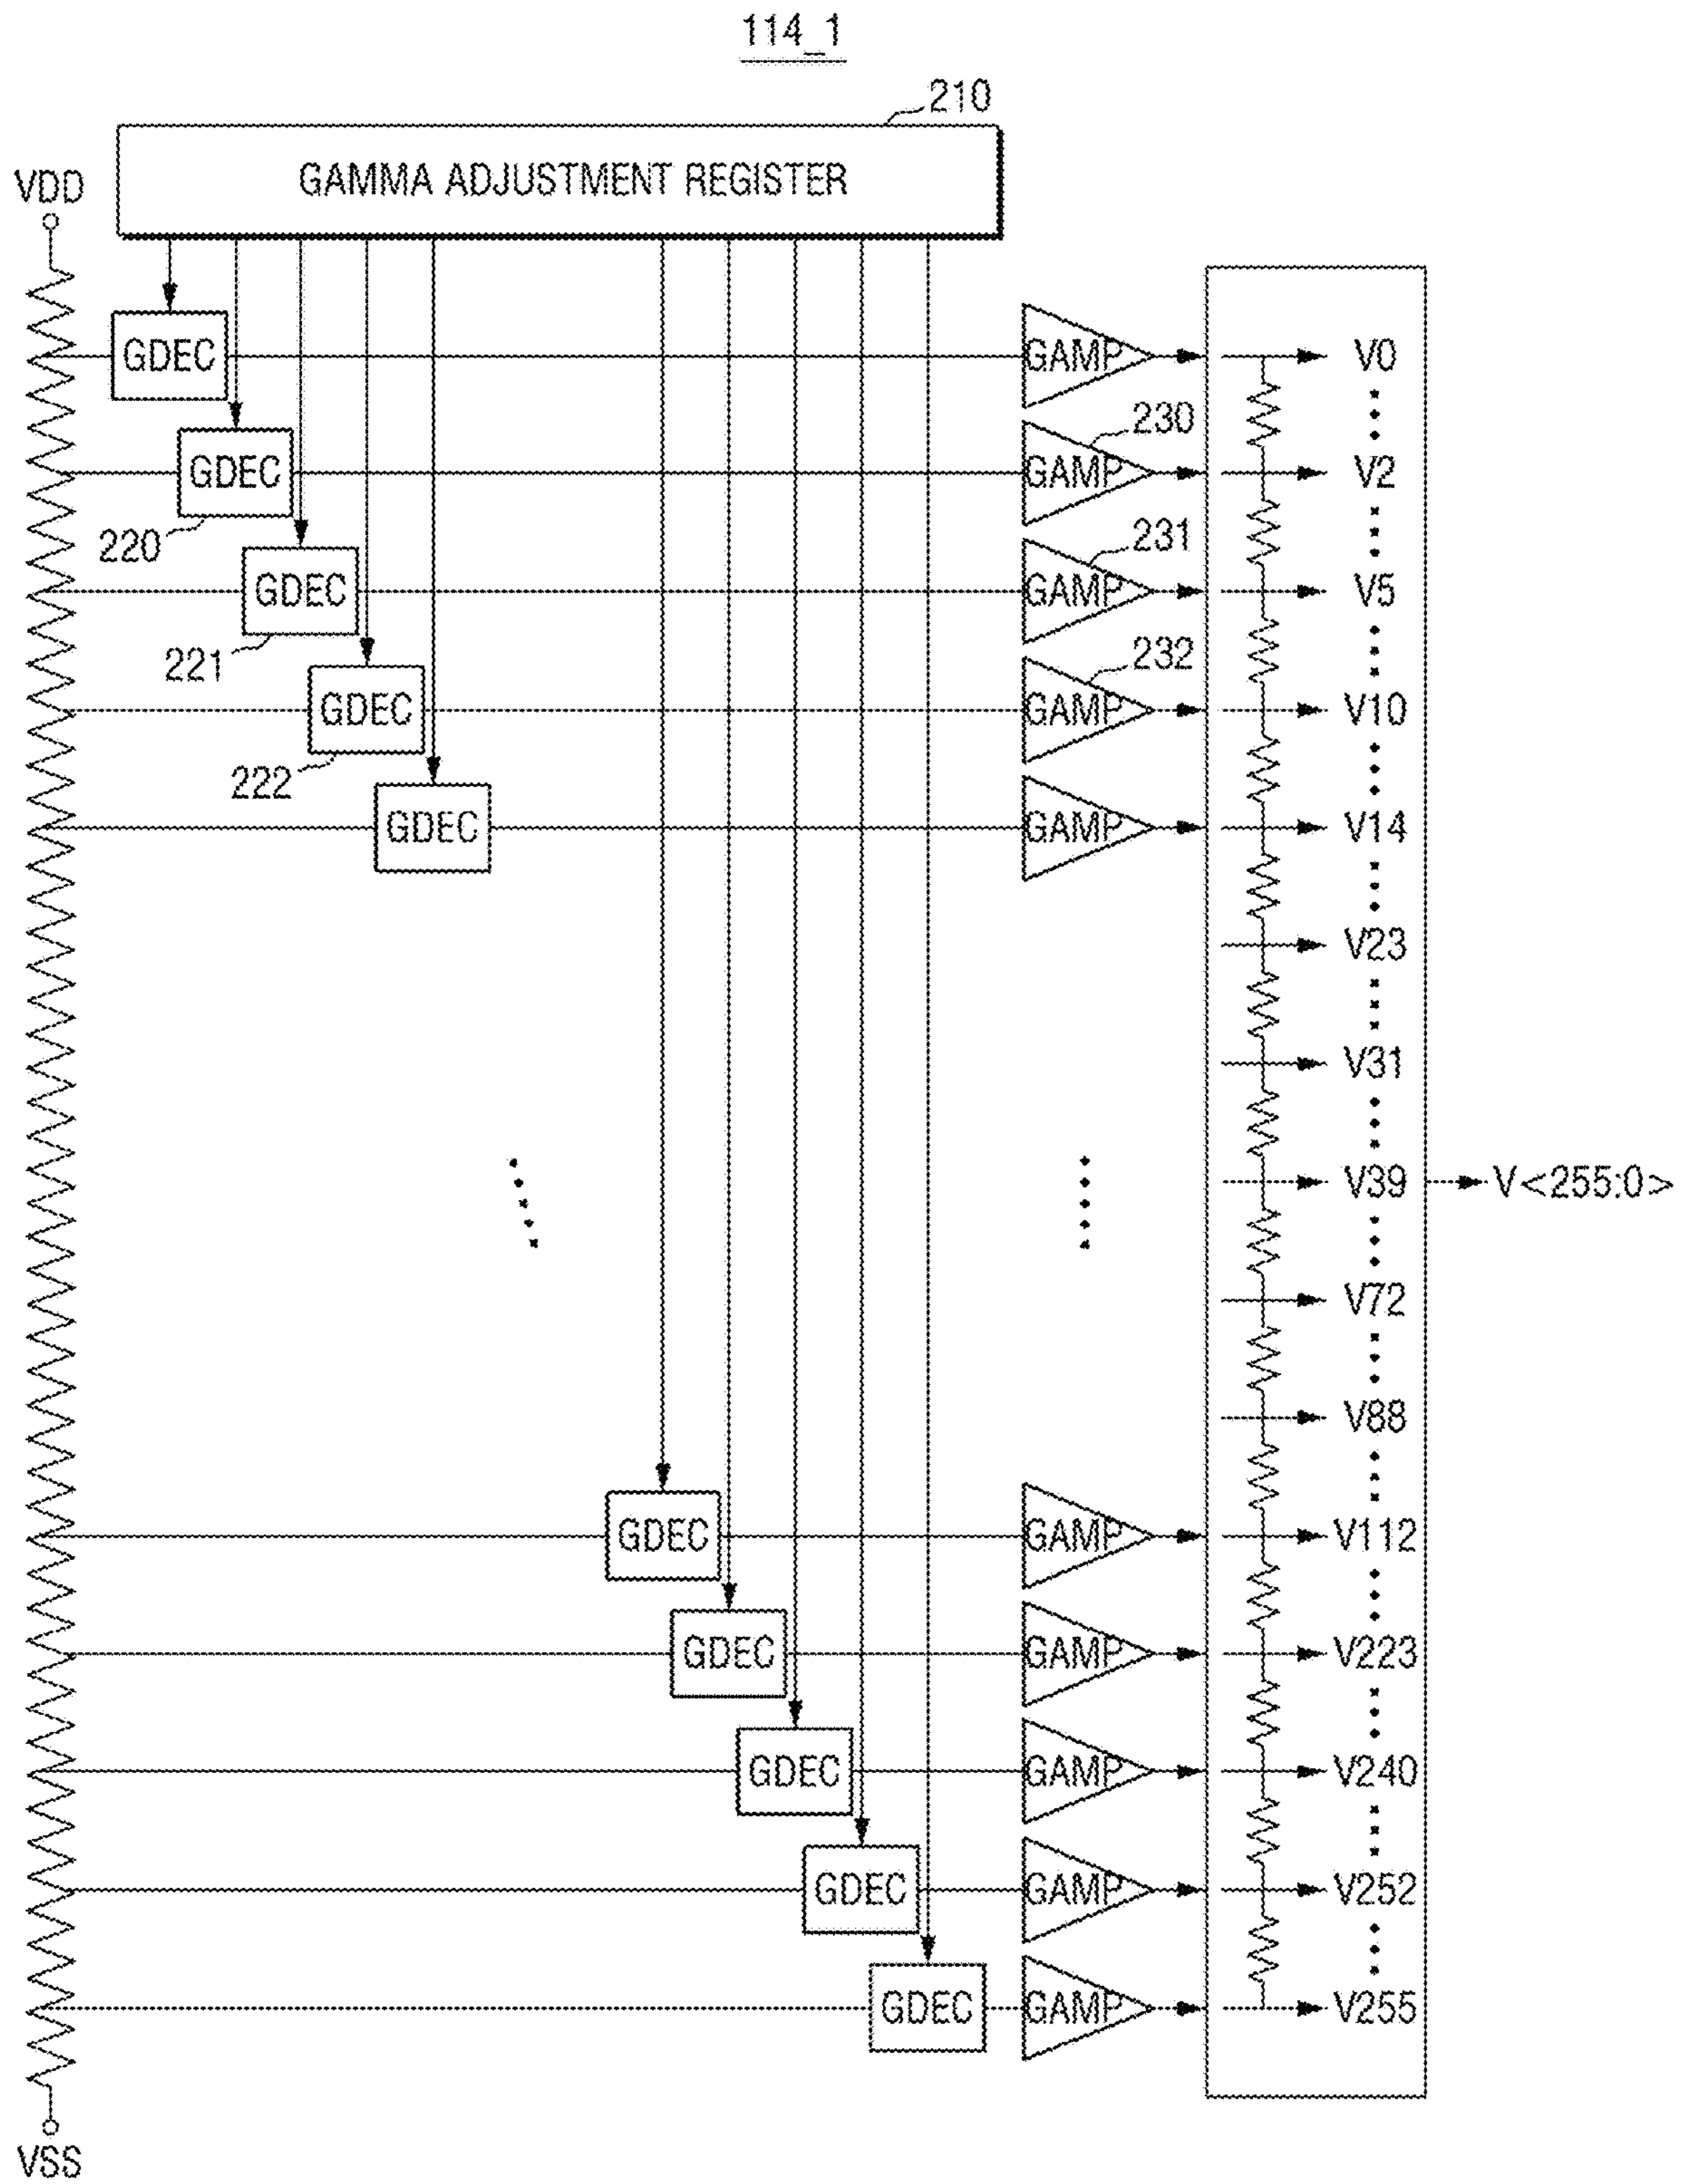 114_1
210
GAMMA ADJUSTMENT REGISTER
VDD
GDEC GAMP V0
230
GDEC GAMP V2
220
231
GDEC GAMP V5
221
232
GDEC GAMP V10
222
GDEC GAMP V14
V23
V31
V39 V<255:0>
V72
V88
GDEC GAMP V112
GDEC GAMP V223
GDEC GAMP V240
GDEC GAMP V252
GDEC GAMP V255
VSS